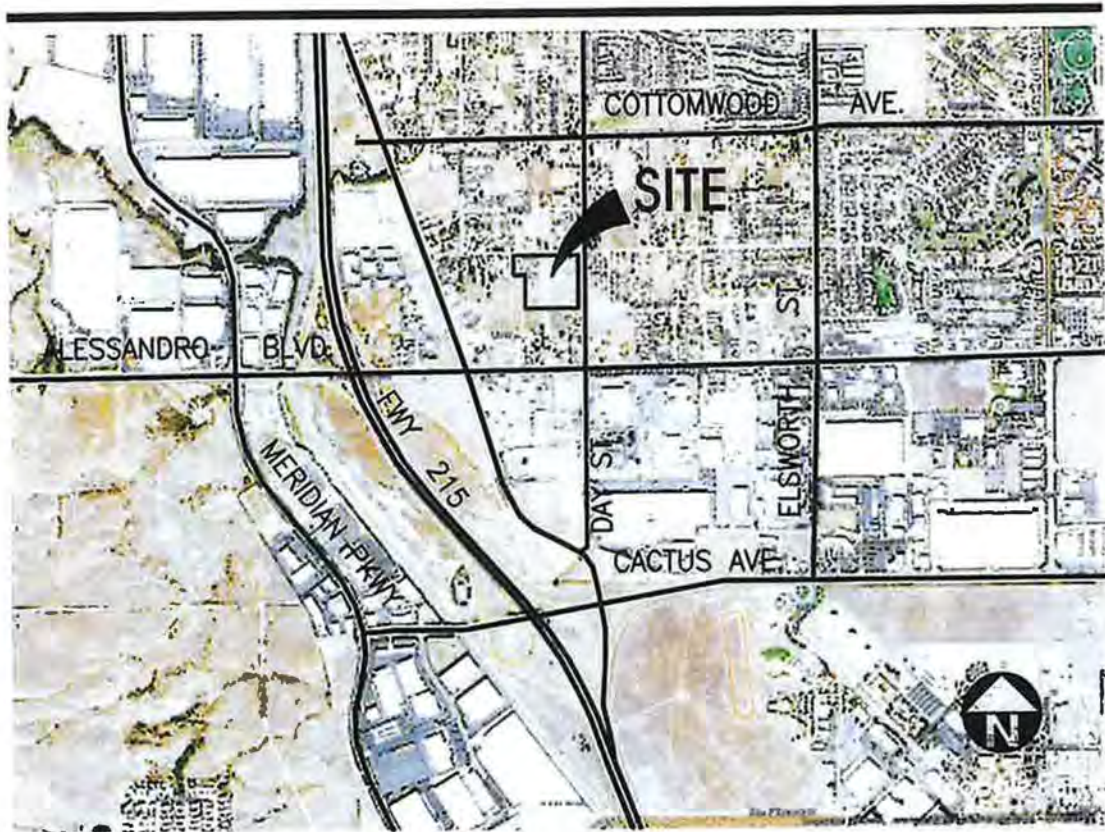 COTTOMWOOD AVE.
SITE
ST.
ALESSANDRO BLVD.
FWY 215
MERIDIAN PKWY
DAY ST.
ELSWORTH
CACTUS AVE.
N